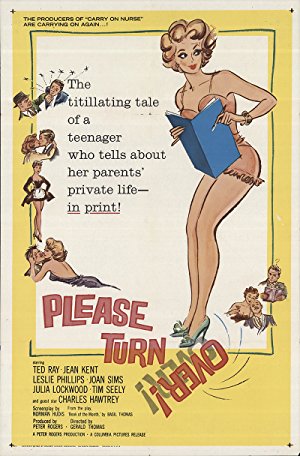 THE PRODUCERS OF "CARRY ON NURSE"
ARE CARRYING ON AGAIN...!
The
titillating tale
of a
teenager
who tells about
her parents'
private life—
in print!
PLEASE
TURN
OVER!
starring
TED RAY · JEAN KENT
LESLIE PHILLIPS · JOAN SIMS
JULIA LOCKWOOD · TIM SEELY
and guest star CHARLES HAWTREY
Screenplay by NORMAN HUDIS
From the play, "Book of the Month," by BASIL THOMAS
Produced by PETER ROGERS
Directed by GERALD THOMAS
A PETER ROGERS PRODUCTION · A COLUMBIA PICTURES RELEASE